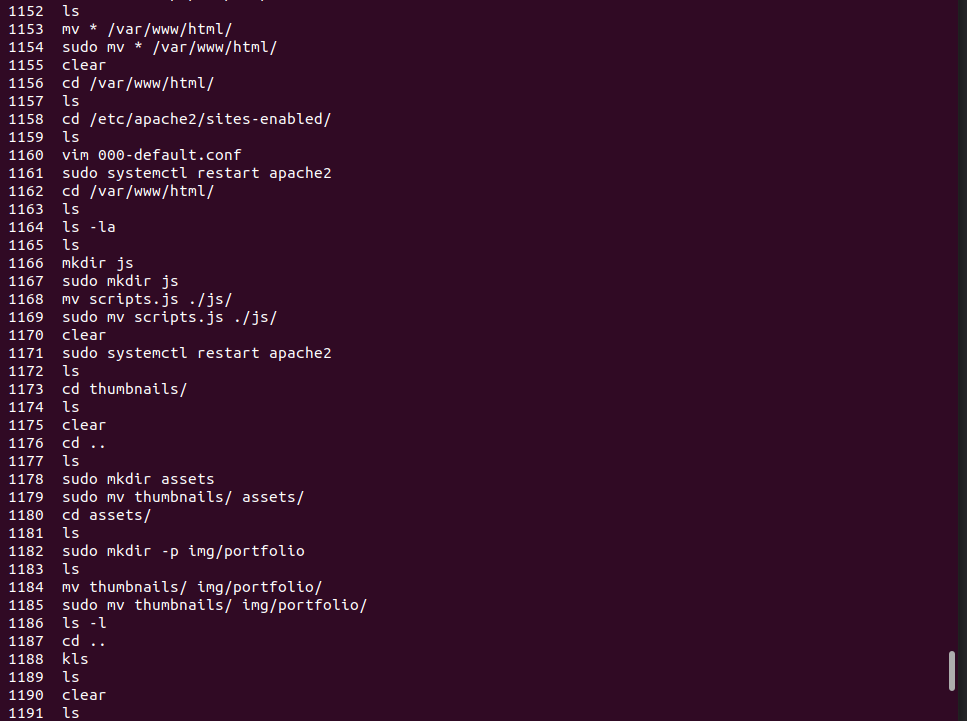 1152 ls
1153 mv * /var/www/html/
1154 sudo mv * /var/www/html/
1155 clear
1156 cd /var/www/html/
1157 ls
1158 cd /etc/apache2/sites-enabled/
1159 ls
1160 vim 000-default.conf
1161 sudo systemctl restart apache2
1162 cd /var/www/html/
1163 ls
1164 ls -la
1165 ls
1166 mkdir js
1167 sudo mkdir js
1168 mv scripts.js ./js/
1169 sudo mv scripts.js ./js/
1170 clear
1171 sudo systemctl restart apache2
1172 ls
1173 cd thumbnails/
1174 ls
1175 clear
1176 cd ..
1177 ls
1178 sudo mkdir assets
1179 sudo mv thumbnails/ assets/
1180 cd assets/
1181 ls
1182 sudo mkdir -p img/portfolio
1183 ls
1184 mv thumbnails/ img/portfolio/
1185 sudo mv thumbnails/ img/portfolio/
1186 ls -l
1187 cd ..
1188 kls
1189 ls
1190 clear
1191 ls